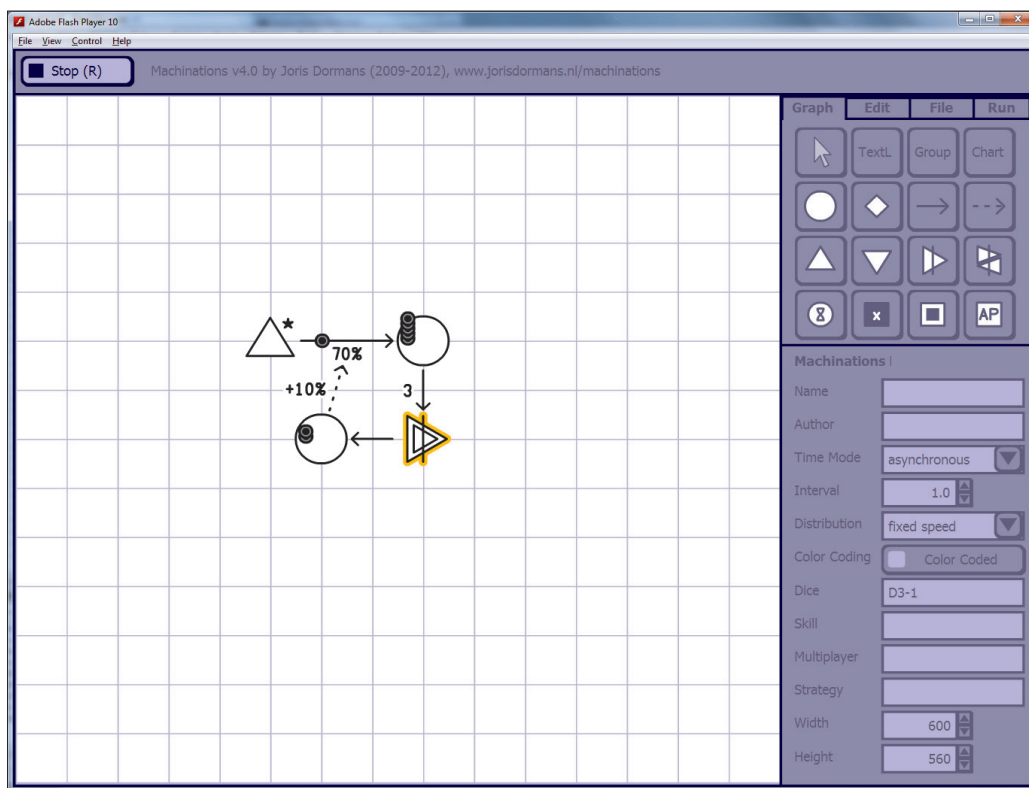 Adobe Flash Player 10
File View Control Help
Stop (R)
Machinations v4.0 by Joris Dormans (2009-2012), www.jorisdormans.nl/machinations
Graph Edit File Run
TextL Group Chart
x AP
*
70%
+10%
3
Machinations |
Name
Author
Time Mode asynchronous
Interval 1.0
Distribution fixed speed
Color Coding Color Coded
Dice D3-1
Skill
Multiplayer
Strategy
Width 600
Height 560